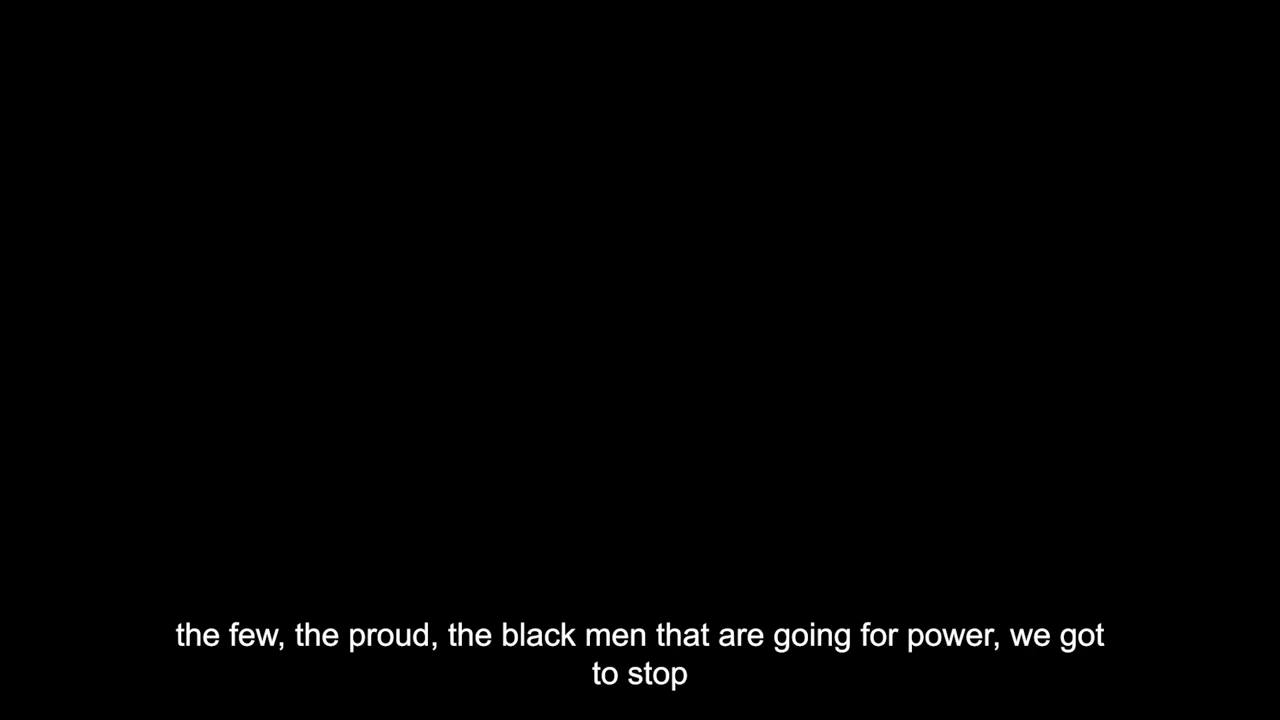 the few, the proud, the black men that are going for power, we got
to stop